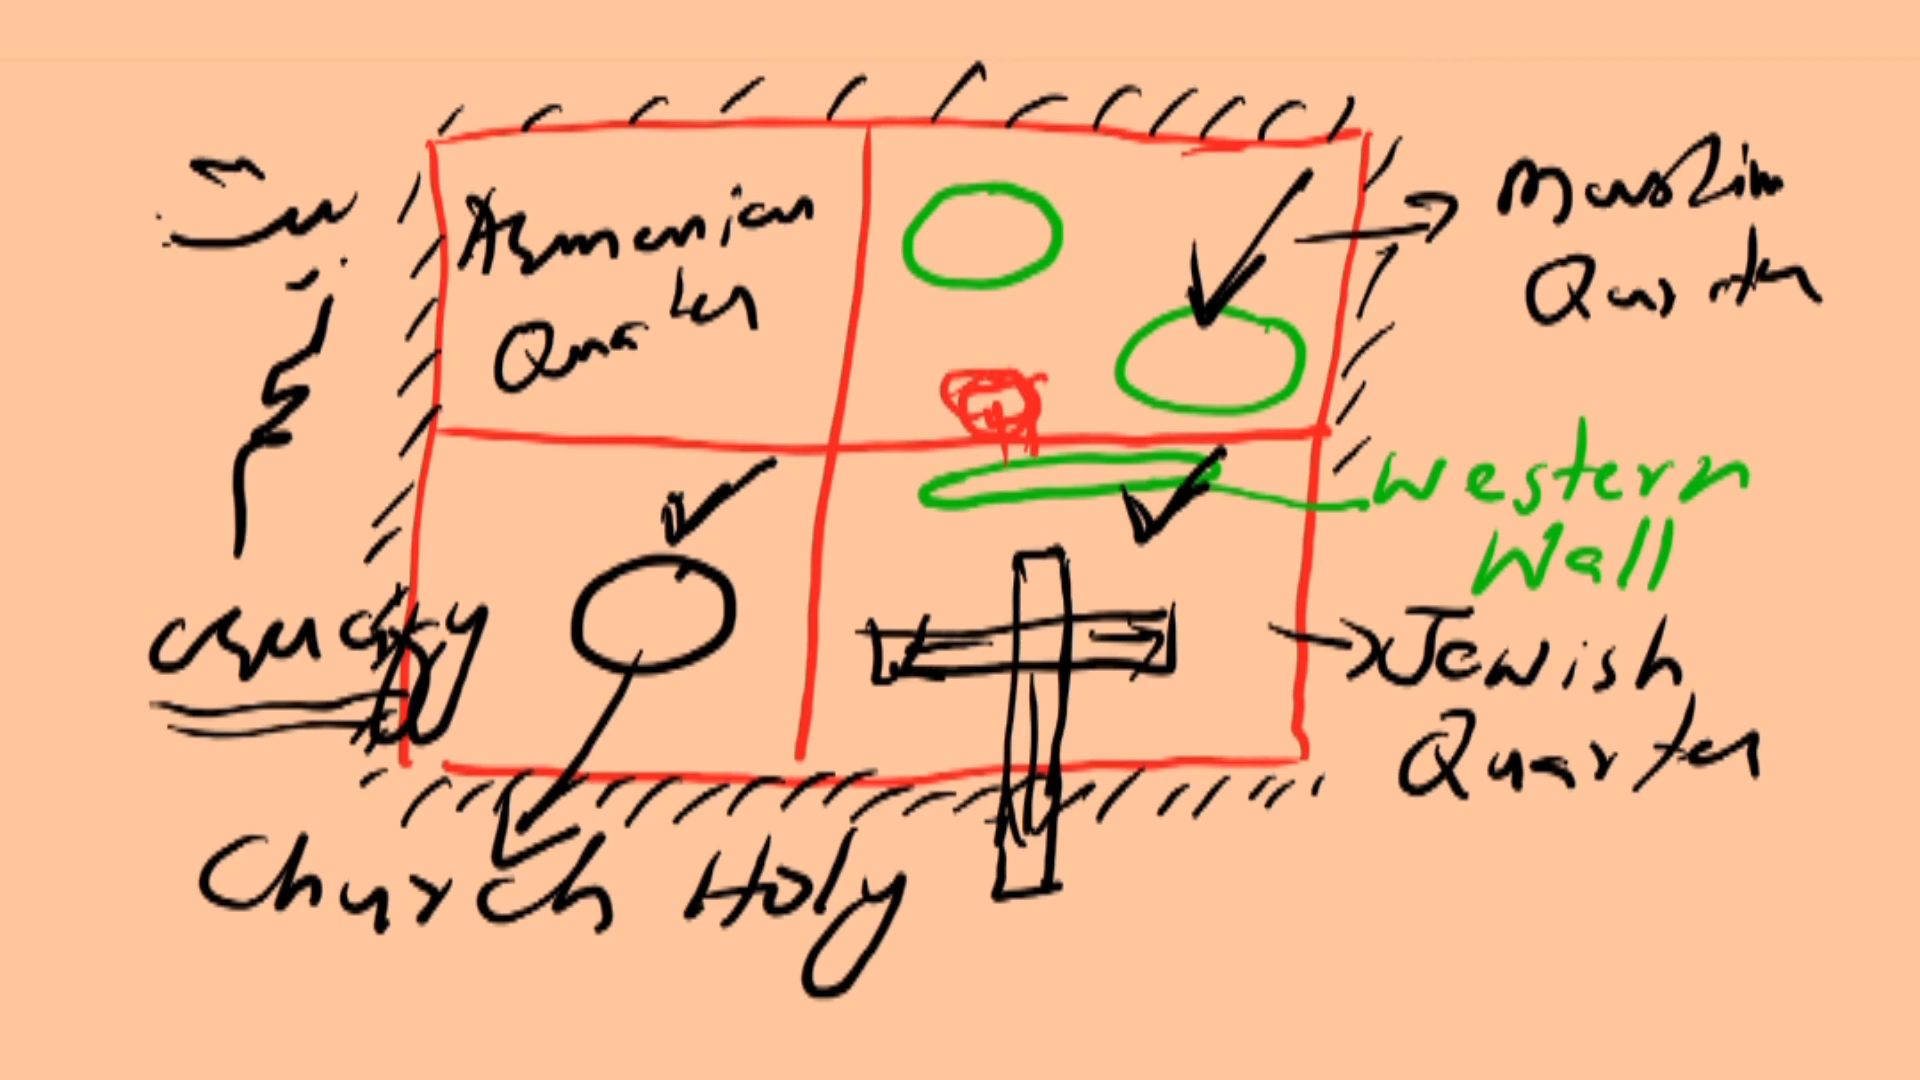 Armenian
Quarter
Muslim
Quarter
Western
Wall
Jewish
Quarter
Church Holy